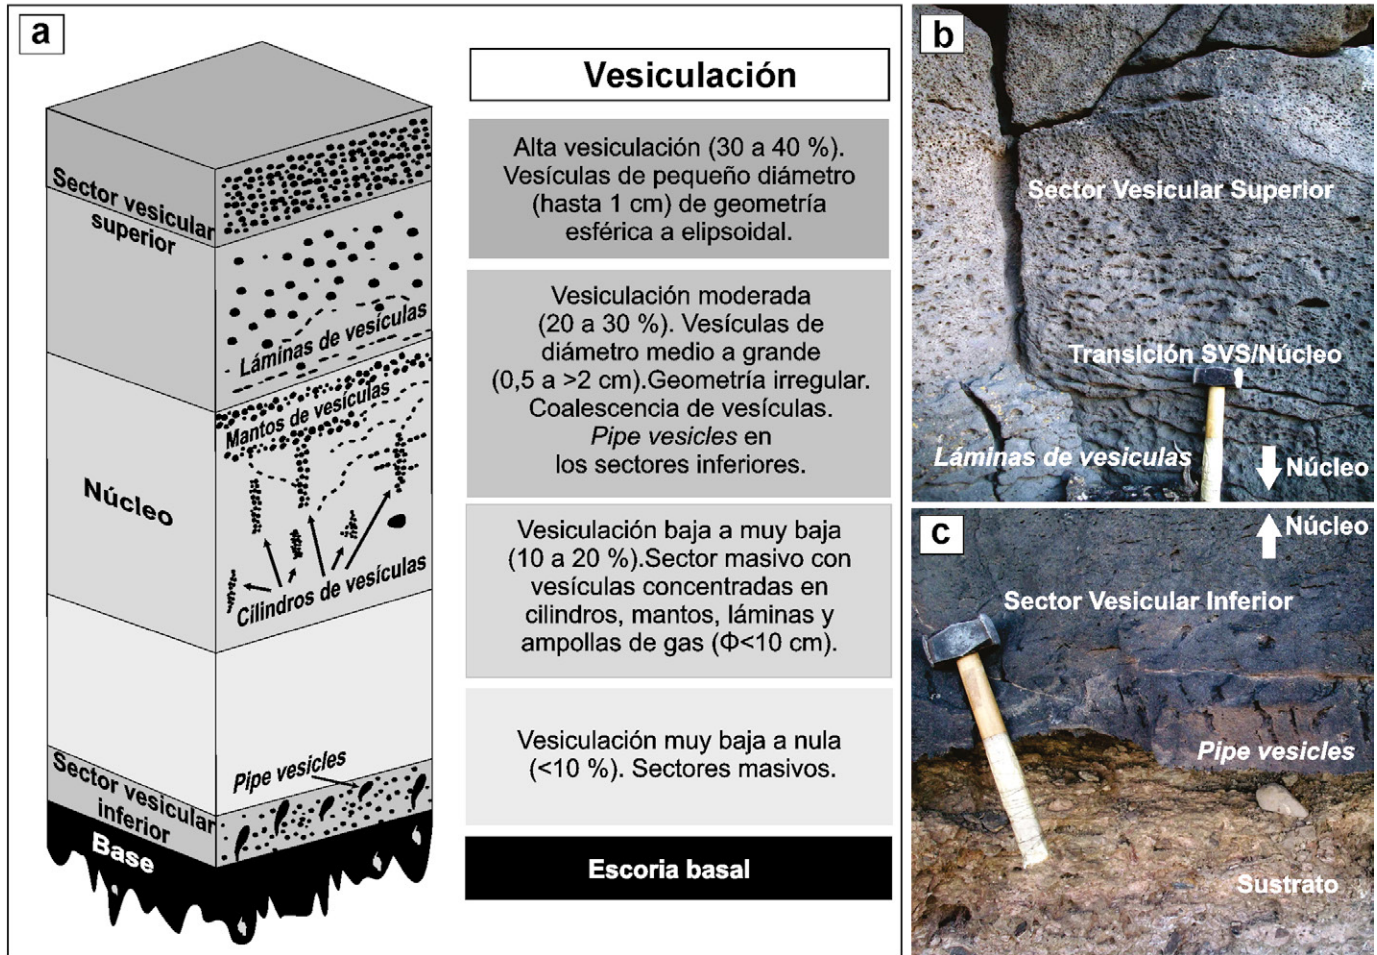 a
Sector vesicular
superior
Láminas de vesículas
Mantos de vesículas
Núcleo
Cilindros de vesículas
Pipe vesicles
Sector vesicular
inferior
Base
Vesiculación
Alta vesiculación (30 a 40 %).
Vesículas de pequeño diámetro
(hasta 1 cm) de geometría
esférica a elipsoidal.
Vesiculación moderada
(20 a 30 %). Vesículas de
diámetro medio a grande
(0,5 a >2 cm).Geometría irregular.
Coalescencia de vesículas.
Pipe vesicles en
los sectores inferiores.
Vesiculación baja a muy baja
(10 a 20 %).Sector masivo con
vesículas concentradas en
cilindros, mantos, láminas y
ampollas de gas (Φ<10 cm).
Vesiculación muy baja a nula
(<10 %). Sectores masivos.
Escoria basal
b
Sector Vesicular Superior
Transición SVS/Núcleo
Láminas de vesiculas
Núcleo
c
Núcleo
Sector Vesicular Inferior
Pipe vesicles
Sustrato